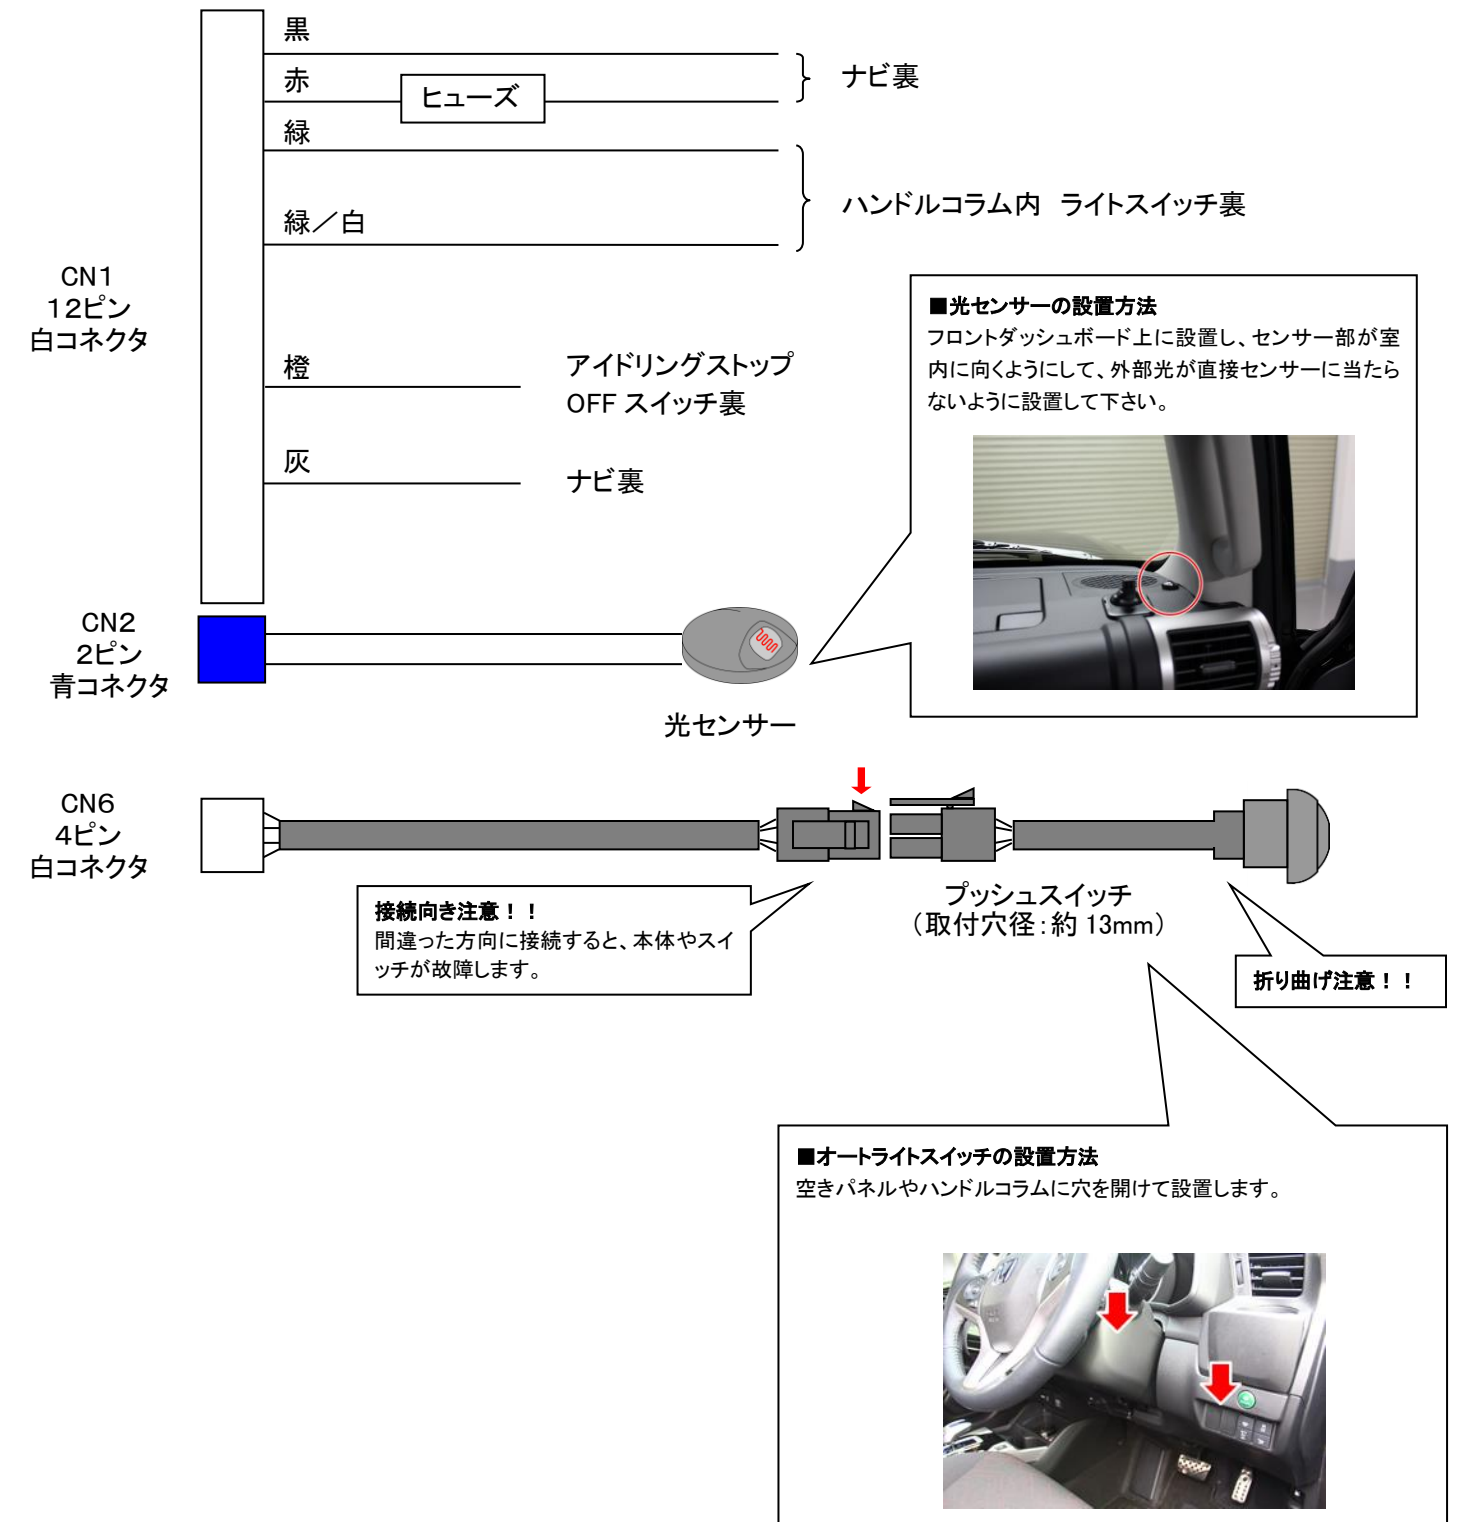 黒
赤
ヒューズ
ナビ裏
緑
緑／白
ハンドルコラム内　ライトスイッチ裏
CN1
12ピン
白コネクタ
橙
アイドリングストップ
OFF スイッチ裏
灰
ナビ裏
■光センサーの設置方法
フロントダッシュボード上に設置し、センサー部が室
内に向くようにして、外部光が直接センサーに当たら
ないように設置して下さい。
CN2
2ピン
青コネクタ
光センサー
CN6
4ピン
白コネクタ
接続向き注意！！
間違った方向に接続すると、本体やスイ
ッチが故障します。
プッシュスイッチ
（取付穴径：約 13mm）
折り曲げ注意！！
■オートライトスイッチの設置方法
空きパネルやハンドルコラムに穴を開けて設置します。